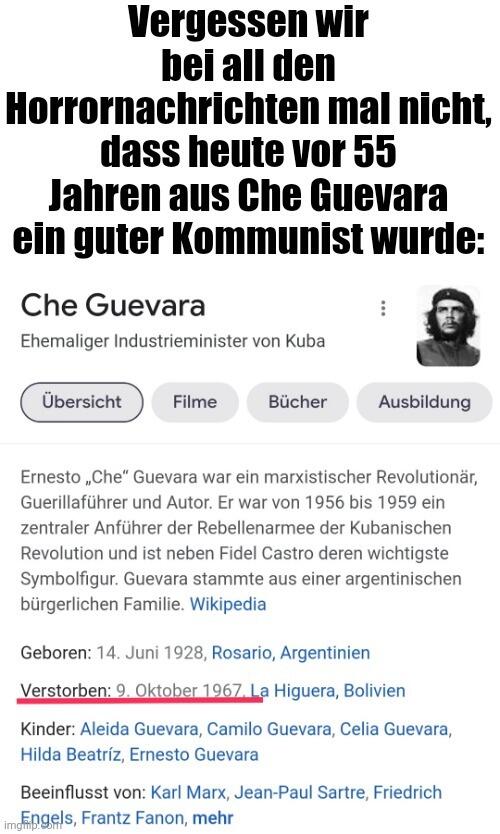 Vergessen wir
bei all den
Horrornachrichten mal nicht,
dass heute vor 55
Jahren aus Che Guevara
ein guter Kommunist wurde:
Che Guevara
Ehemaliger Industrieminister von Kuba
Übersicht Filme Bücher Ausbildung
Ernesto „Che“ Guevara war ein marxistischer Revolutionär,
Guerillaführer und Autor. Er war von 1956 bis 1959 ein
zentraler Anführer der Rebellenarmee der Kubanischen
Revolution und ist neben Fidel Castro deren wichtigste
Symbolfigur. Guevara stammte aus einer argentinischen
bürgerlichen Familie. Wikipedia
Geboren: 14. Juni 1928, Rosario, Argentinien
Verstorben: 9. Oktober 1967, La Higuera, Bolivien
Kinder: Aleida Guevara, Camilo Guevara, Celia Guevara,
Hilda Beatríz, Ernesto Guevara
Beeinflusst von: Karl Marx, Jean-Paul Sartre, Friedrich
Engels, Frantz Fanon, mehr
imgflip.com